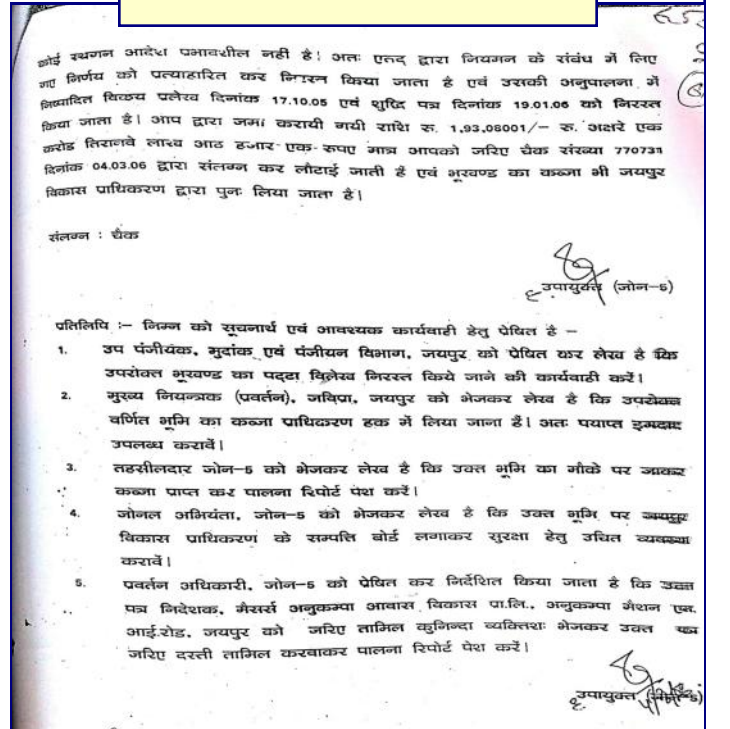 कोई स्थगन आदेश प्रभावशील नहीं है। अतः एतद द्वारा नियमन के संबंध में लिए
गए निर्णय को प्रत्याहारित कर निरस्त किया जाता है एवं उसकी अनुपालना में
निष्पादित विक्रय प्रलेख दिनांक 17.10.05 एवं शुद्धि पत्र दिनांक 19.01.06 को निरस्त
किया जाता है। आप द्वारा जमा करायी गयी राशि रु. 1,93,08001/- रु. अक्षरे एक
करोड तिरानवे लाख आठ हजार एक रुपए मात्र आपको जरिए चैक संख्या 770731
दिनांक 04.03.06 द्वारा संलग्न कर लौटाई जाती है एवं भूखण्ड का कब्जा भी जयपुर
विकास प्राधिकरण द्वारा पुनः लिया जाता है।
संलग्न : चैक
उपायुक्त (जोन-5)
प्रतिलिपि :- निम्न को सूचनार्थ एवं आवश्यक कार्यवाही हेतु प्रेषित है -
1. उप पंजीयक, मुद्रांक एवं पंजीयन विभाग, जयपुर को प्रेषित कर लेख है कि
उपरोक्त भूखण्ड का पट्टा विलेख निरस्त किये जाने की कार्यवाही करें।
2. मुख्य नियन्त्रक (प्रवर्तन), जविप्रा, जयपुर को भेजकर लेख है कि उपरोक्त
वर्णित भूमि का कब्जा प्राधिकरण हक में लिया जाना हैं। अतः पयाप्त इमदाद
उपलब्ध करावें।
3. तहसीलदार जोन-5 को भेजकर लेख है कि उक्त भूमि का मौके पर जाकर
कब्जा प्राप्त कर पालना रिपोर्ट पेश करें।
4. जोनल अभियंता, जोन-5 को भेजकर लेख है कि उक्त भूमि पर जयपुर
विकास प्राधिकरण के सम्पत्ति बोर्ड लगाकर सुरक्षा हेतु उचित व्यवस्था
करावें।
5. प्रवर्तन अधिकारी, जोन-5 को प्रेषित कर निर्देशित किया जाता है कि उक्त
पत्र निदेशक, मैसर्स अनुकम्पा आवास विकास प्रा.लि., अनुकम्पा मैशन एम.
आई.रोड, जयपुर को जरिए तामिल कुनिन्दा व्यक्तिशः भेजकर उक्त पत्र
जरिए दस्ती तामिल करवाकर पालना रिपोर्ट पेश करें।
उपायुक्त (जोन-5)